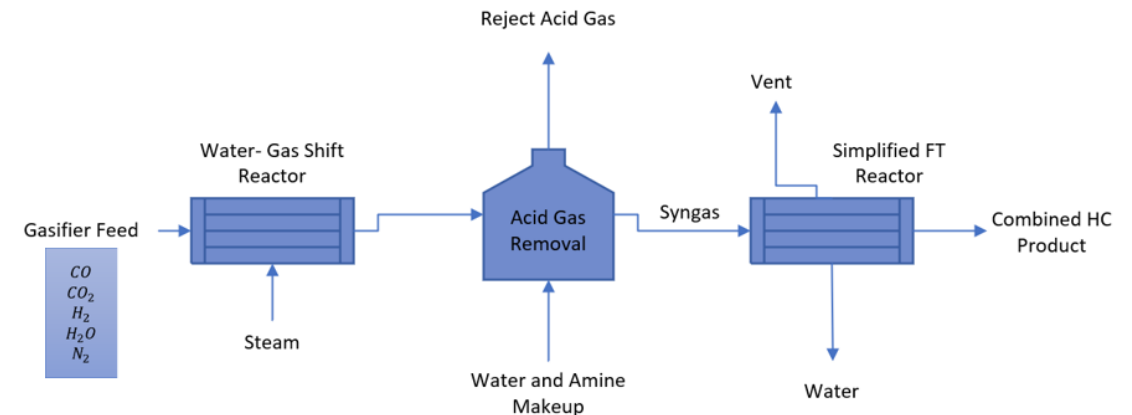 Reject Acid Gas
Vent
Water- Gas Shift
Reactor
Simplified FT
Reactor
Gasifier Feed
Acid Gas
Removal
Syngas
Combined HC
Product
CO
CO₂
H₂
H₂O
N₂
Steam
Water and Amine
Makeup
Water